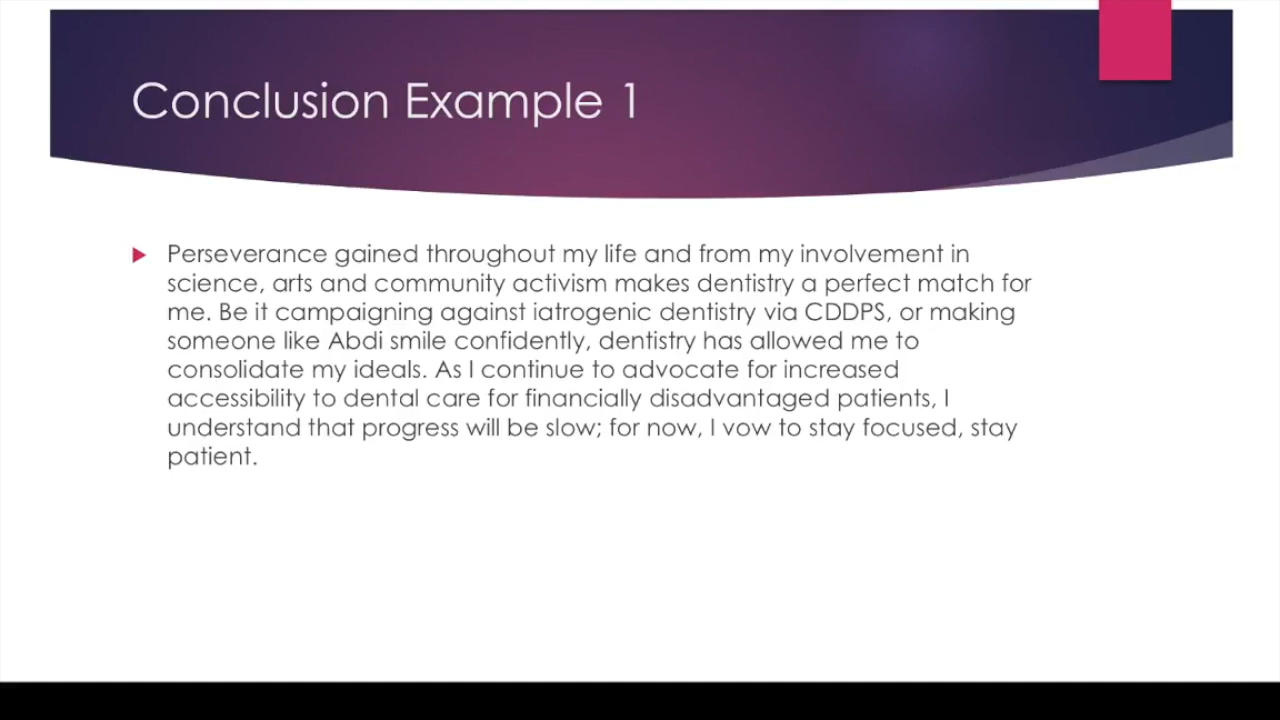 Conclusion Example 1
Perseverance gained throughout my life and from my involvement in
science, arts and community activism makes dentistry a perfect match for
me. Be it campaigning against iatrogenic dentistry via CDDPS, or making
someone like Abdi smile confidently, dentistry has allowed me to
consolidate my ideals. As I continue to advocate for increased
accessibility to dental care for financially disadvantaged patients, I
understand that progress will be slow; for now, I vow to stay focused, stay
patient.